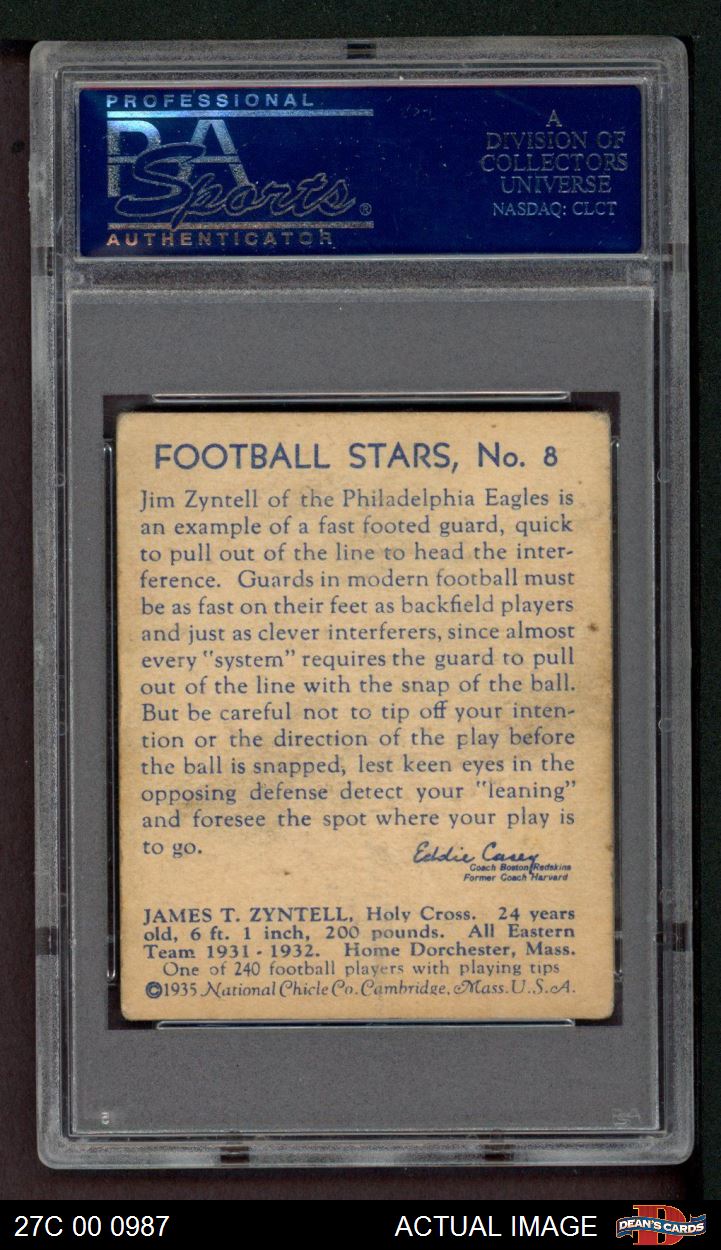 PROFESSIONAL
PSA
Sports®
AUTHENTICATOR
A
DIVISION OF
COLLECTORS
UNIVERSE
NASDAQ: CLCT
FOOTBALL STARS, No. 8
Jim Zyntell of the Philadelphia Eagles is
an example of a fast footed guard, quick
to pull out of the line to head the inter-
ference. Guards in modern football must
be as fast on their feet as backfield players
and just as clever interferers, since almost
every "system" requires the guard to pull
out of the line with the snap of the ball.
But be careful not to tip off your inten-
tion or the direction of the play before
the ball is snapped, lest keen eyes in the
opposing defense detect your "leaning"
and foresee the spot where your play is
to go.
Eddie Casey
Coach Boston Redskins
Former Coach Harvard
JAMES T. ZYNTELL, Holy Cross. 24 years
old, 6 ft. 1 inch, 200 pounds. All Eastern
Team 1931 - 1932. Home Dorchester, Mass.
One of 240 football players with playing tips
©1935 National Chicle Co. Cambridge, Mass. U.S.A.
27C 00 0987
ACTUAL IMAGE
DEAN'S CARDS